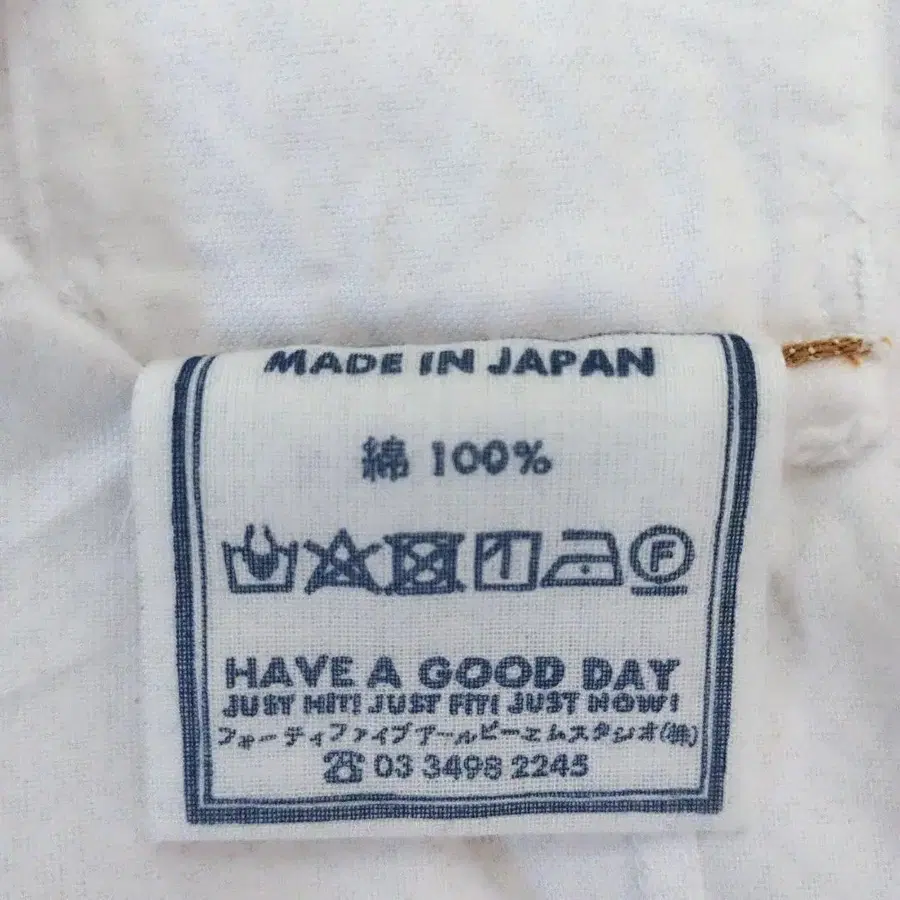 MADE IN JAPAN
綿 100%
F
HAVE A GOOD DAY
JUST HIT! JUST FIT! JUST NOW!
フォーティファイブアールピーエムスタジオ(株)
☎ 03 3498 2245